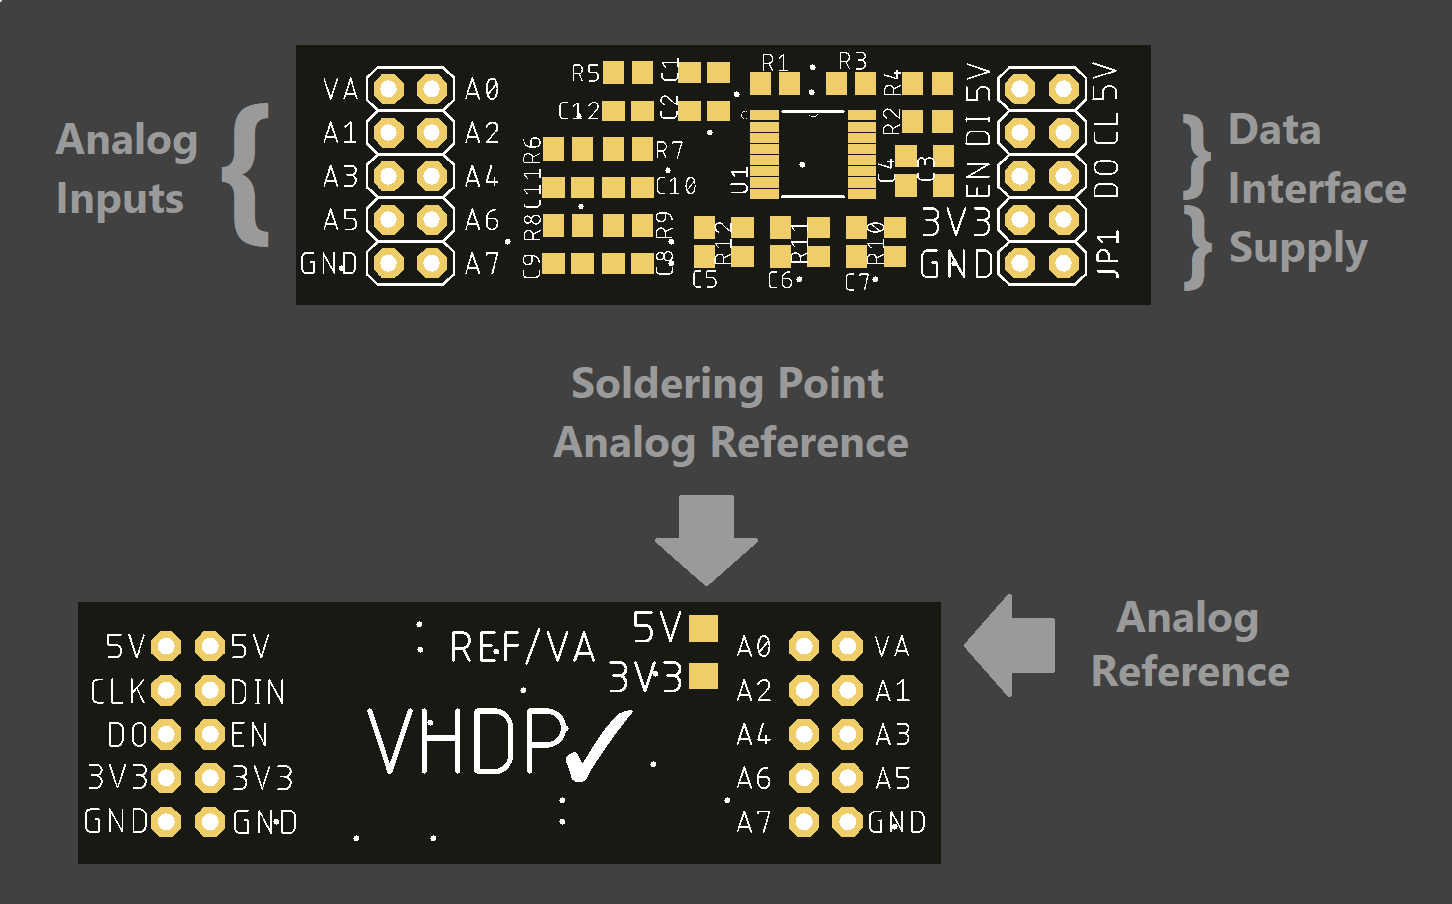 R5 C1 R1 R3 R4 5V 5V
VA A0
C12 C2 R2
Analog
Inputs
A1 A2 DI CL
Data
Interface
R6 R7
A3 A4 U1 C4 C3 EN DO
C11 C10
A5 A6 R8 R9 R12 R11 R10 3V3
Supply
GND A7 C9 C8 C5 C6 C7 GND JP1
Soldering Point
Analog Reference
5V
3V3
REF/VA
VHDP
5V 5V A0 VA
CLK DIN A2 A1
DO EN A4 A3
3V3 3V3 A6 A5
GND GND A7 GND
Analog
Reference